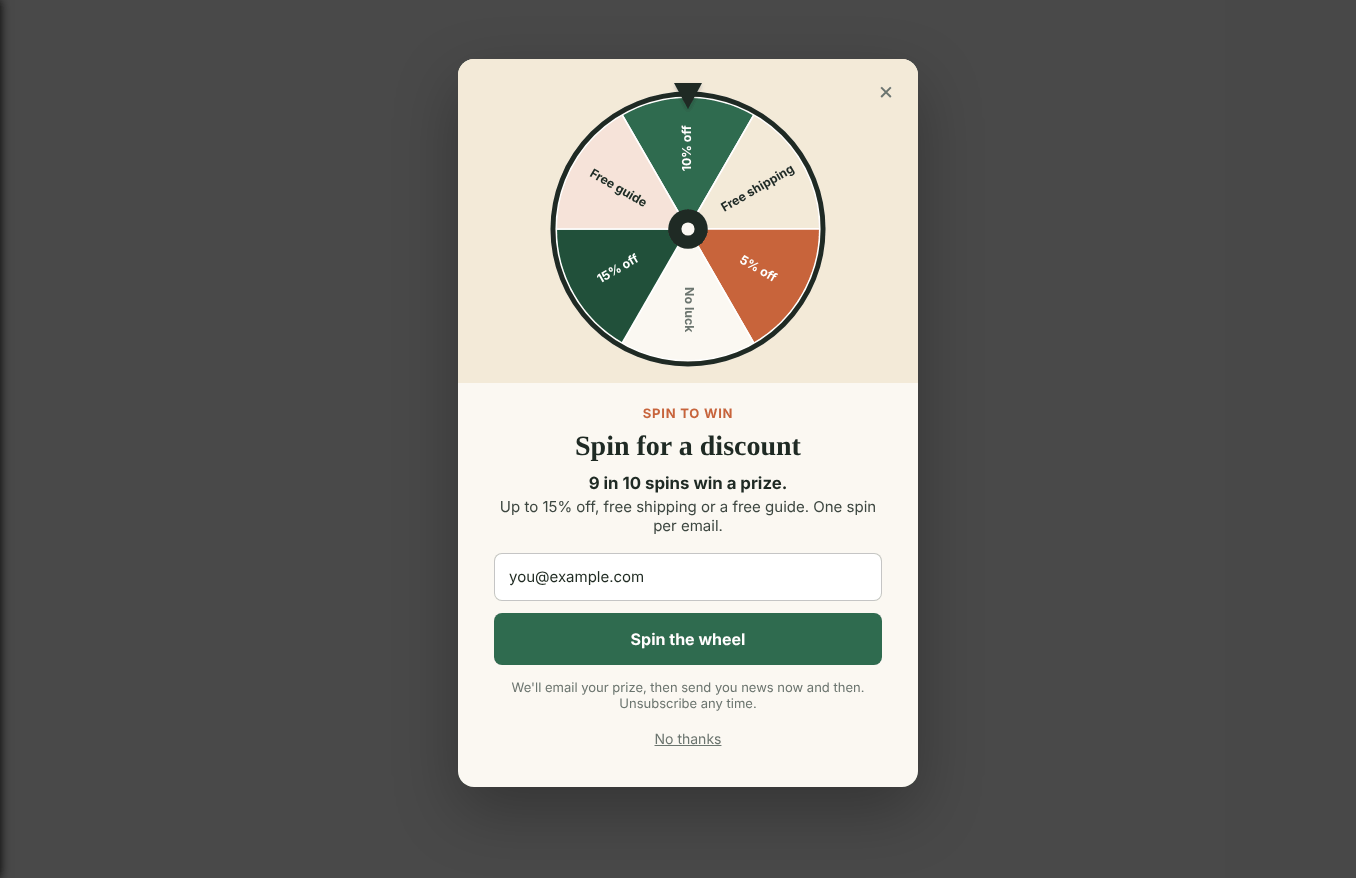 10% off
Free guide
Free shipping
15% off
5% off
No luck
SPIN TO WIN
Spin for a discount
9 in 10 spins win a prize.
Up to 15% off, free shipping or a free guide. One spin
per email.
you@example.com
Spin the wheel
We'll email your prize, then send you news now and then.
Unsubscribe any time.
No thanks